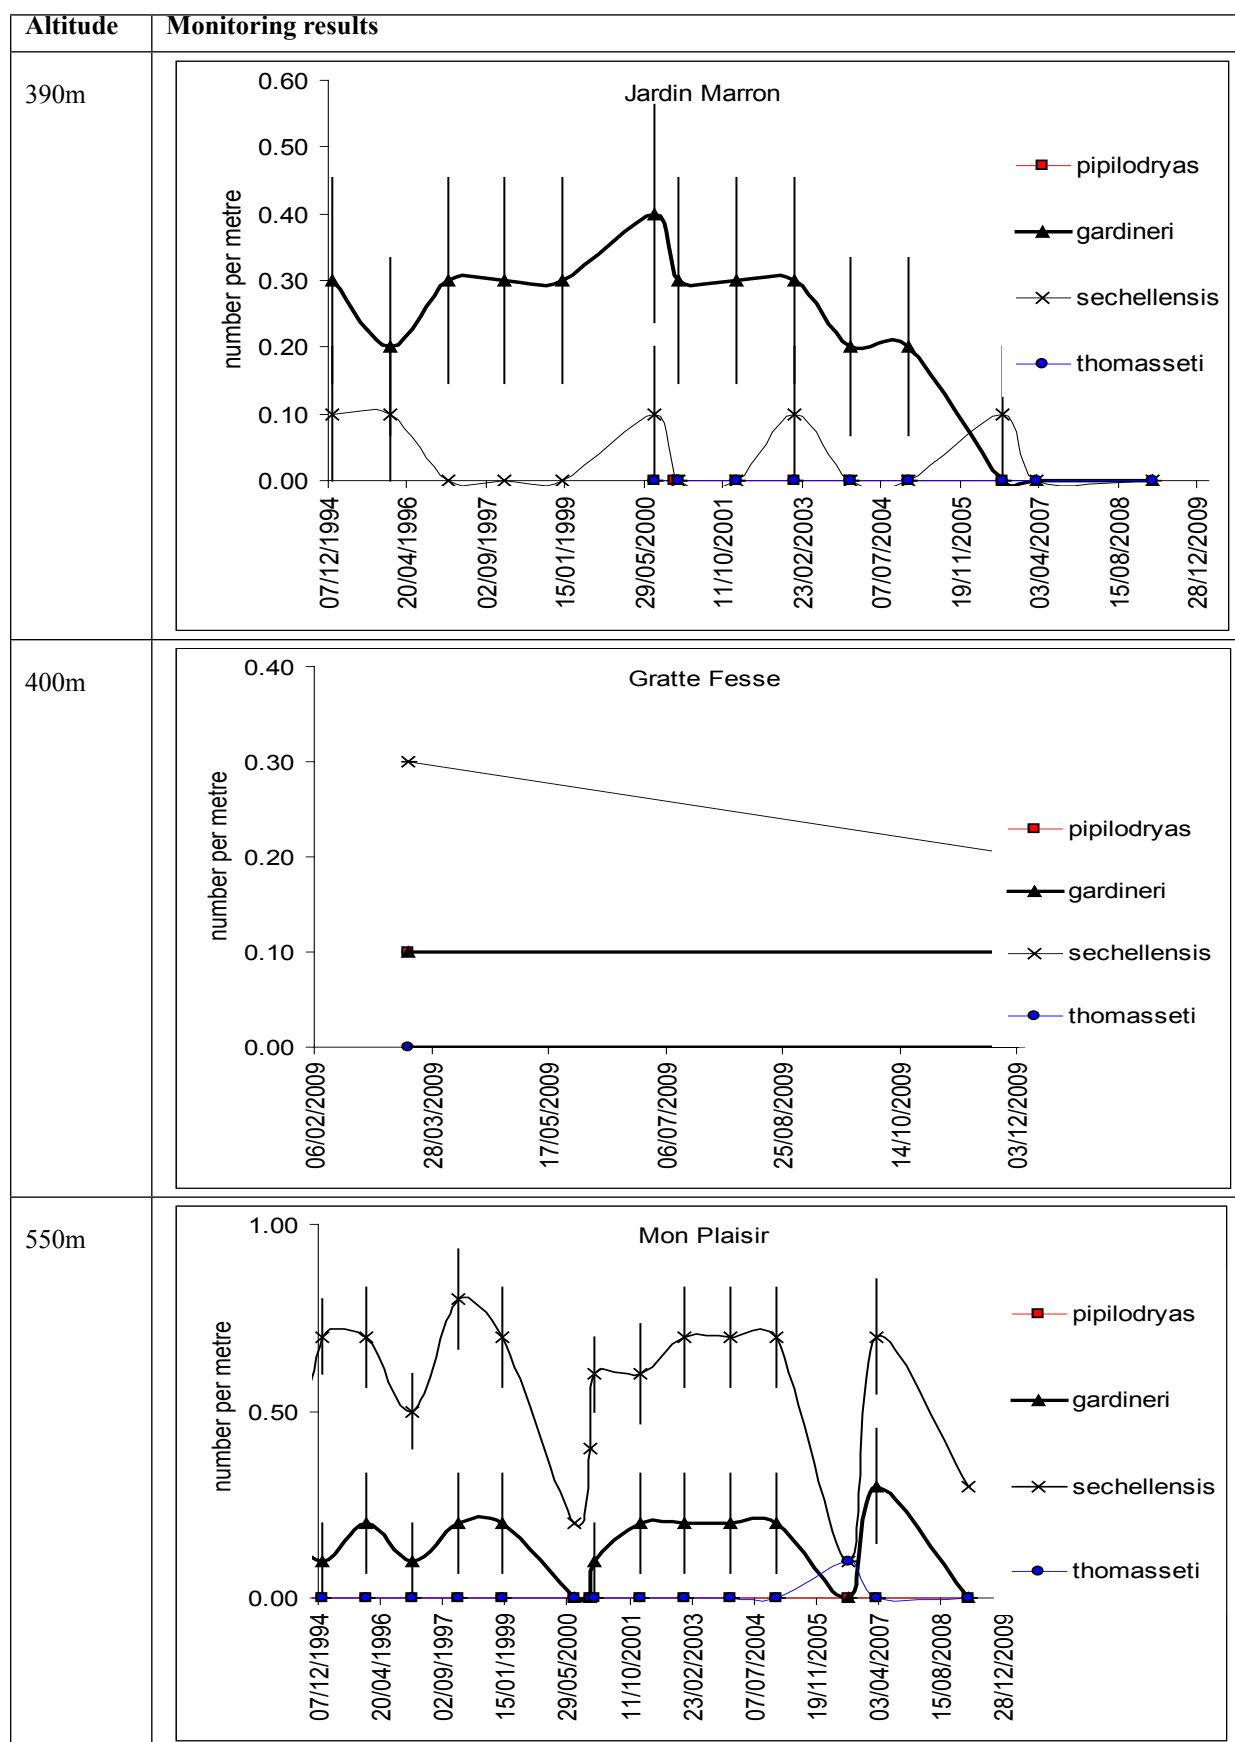 Altitude Monitoring results
390m
Jardin Marron
number per metre
0.60
0.50
0.40
0.30
0.20
0.10
0.00
07/12/1994
20/04/1996
02/09/1997
15/01/1999
29/05/2000
11/10/2001
23/02/2003
07/07/2004
19/11/2005
03/04/2007
15/08/2008
28/12/2009
pipilodryas
gardineri
sechellensis
thomasseti
400m
Gratte Fesse
number per metre
0.40
0.30
0.20
0.10
0.00
06/02/2009
28/03/2009
17/05/2009
06/07/2009
25/08/2009
14/10/2009
03/12/2009
pipilodryas
gardineri
sechellensis
thomasseti
550m
Mon Plaisir
number per metre
1.00
0.50
0.00
07/12/1994
20/04/1996
02/09/1997
15/01/1999
29/05/2000
11/10/2001
23/02/2003
07/07/2004
19/11/2005
03/04/2007
15/08/2008
28/12/2009
pipilodryas
gardineri
sechellensis
thomasseti